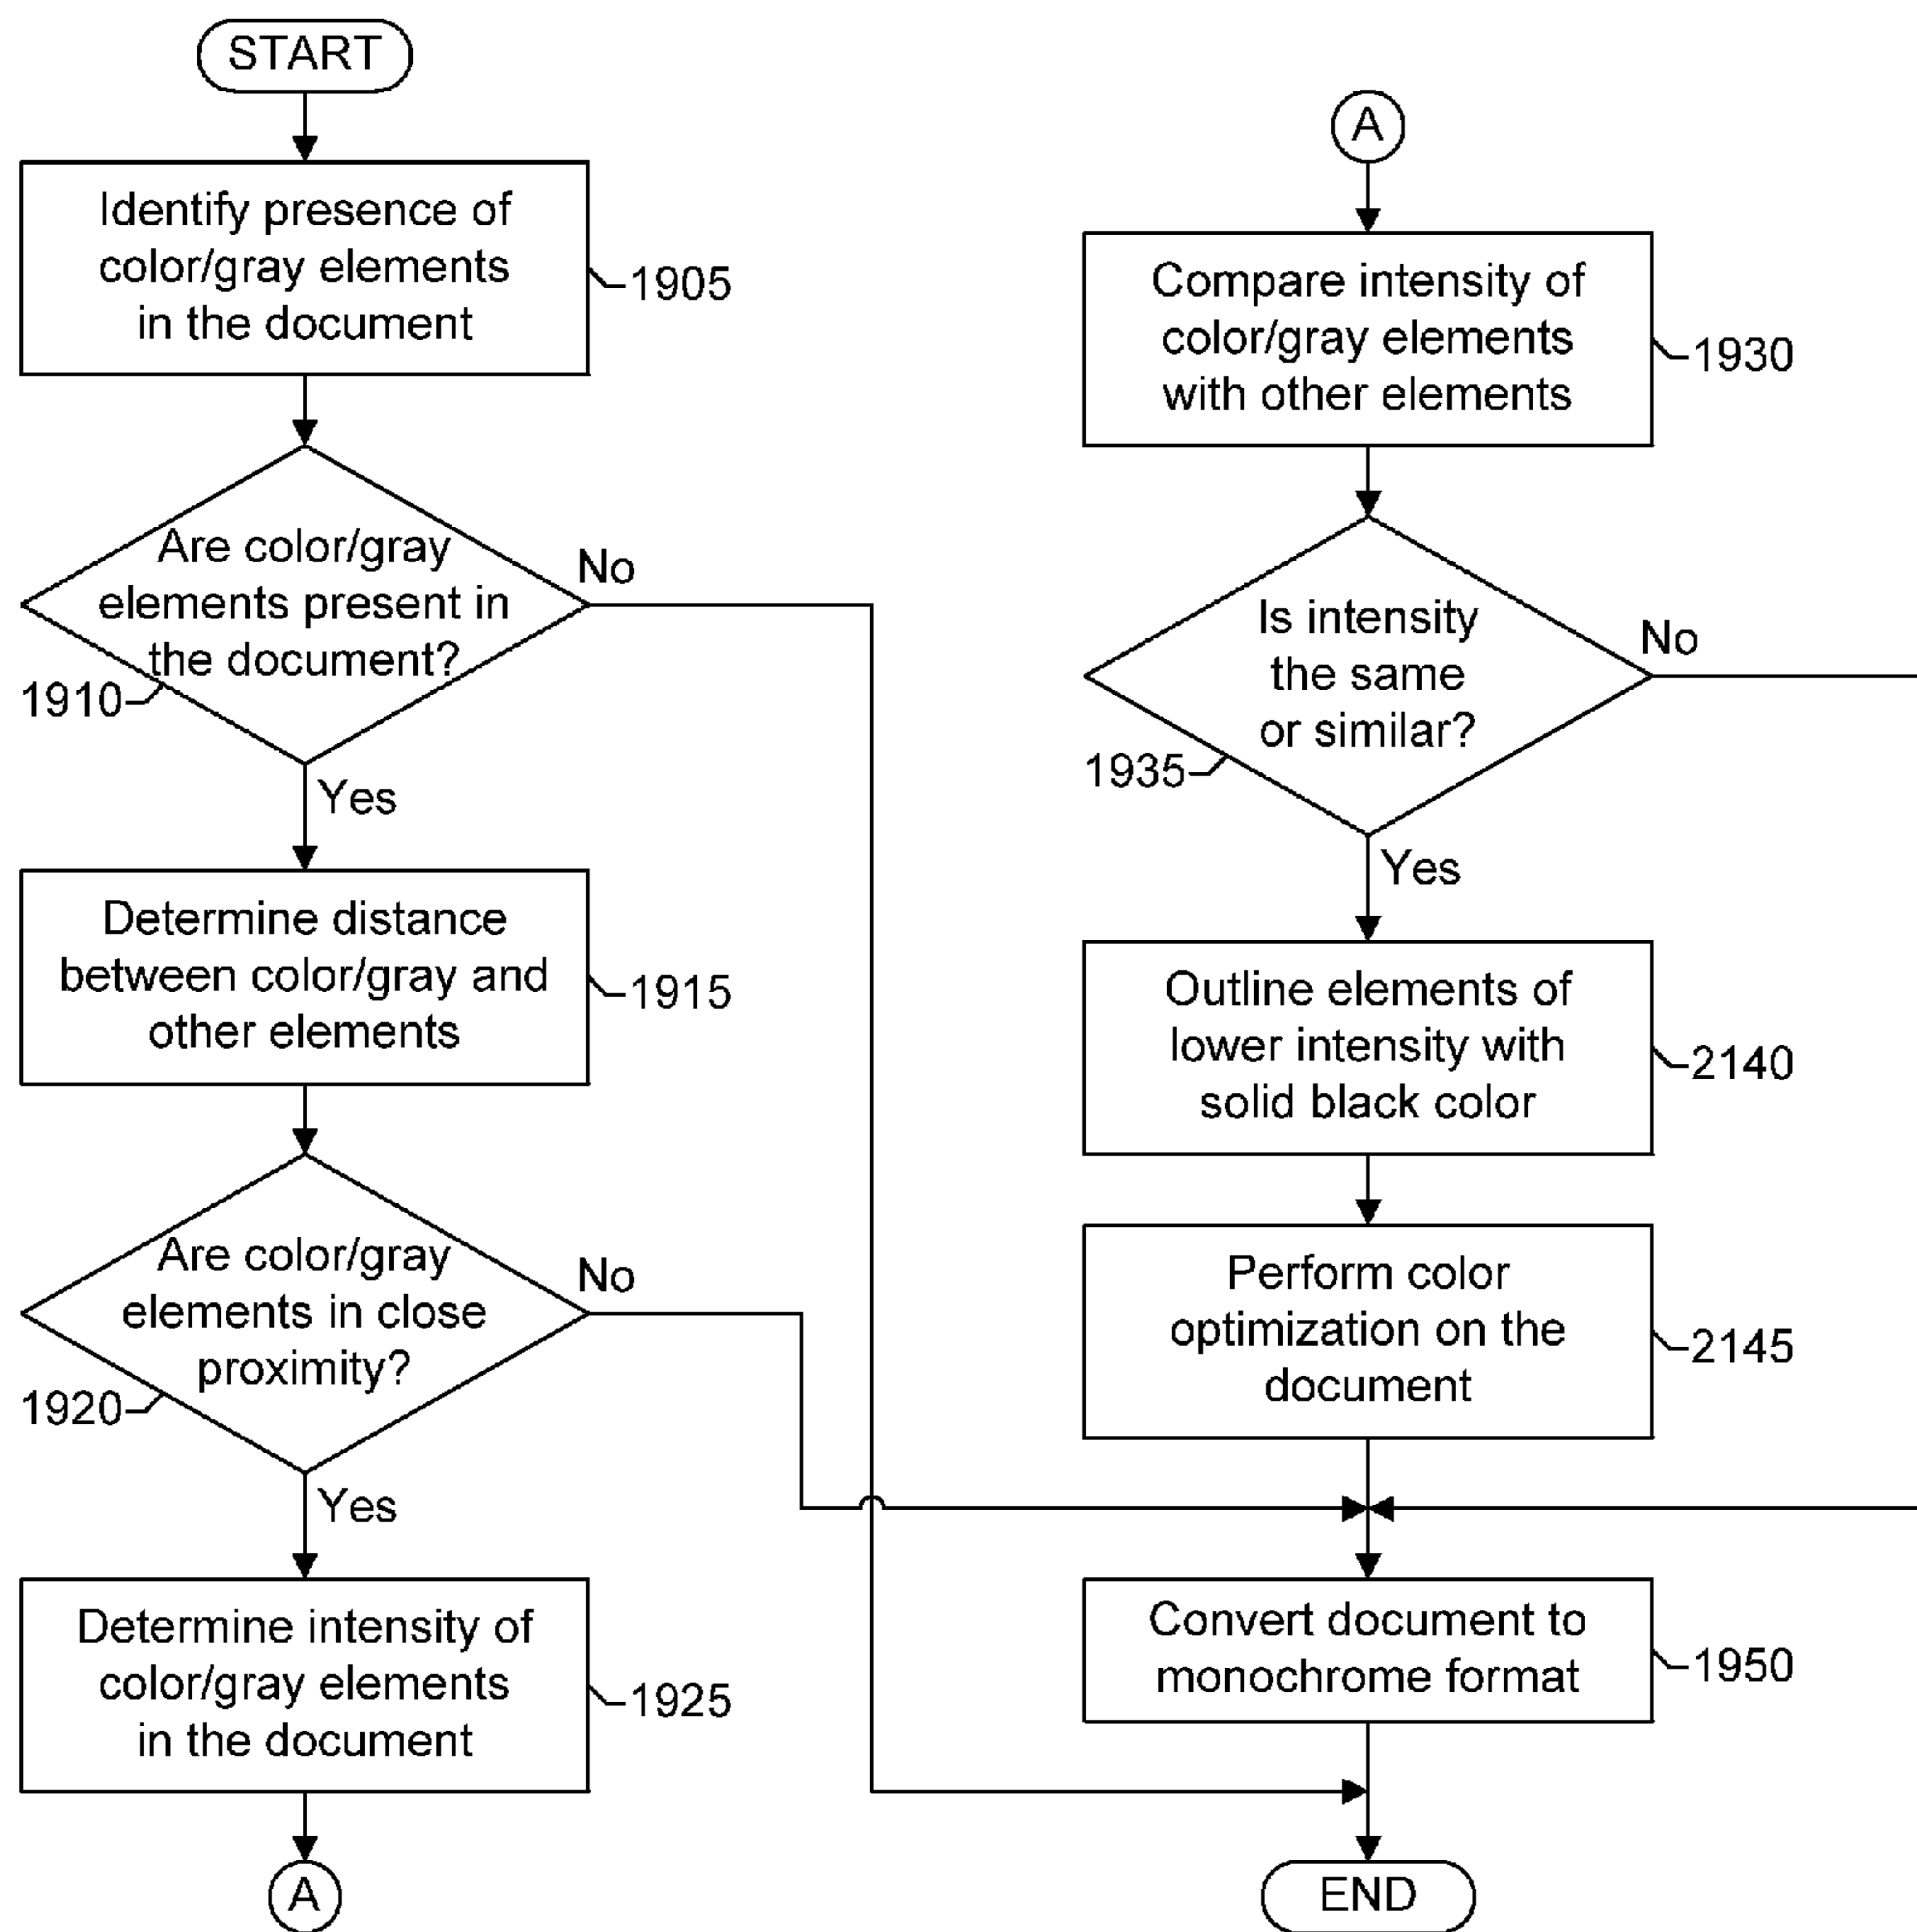 START
Identify presence of
color/gray elements
in the document
1905
Are color/gray
elements present in
the document?
1910
No
Yes
Determine distance
between color/gray and
other elements
1915
Are color/gray
elements in close
proximity?
1920
No
Yes
Determine intensity of
color/gray elements
in the document
1925
A
A
Compare intensity of
color/gray elements
with other elements
1930
Is intensity
the same
or similar?
1935
No
Yes
Outline elements of
lower intensity with
solid black color
2140
Perform color
optimization on the
document
2145
Convert document to
monochrome format
1950
END